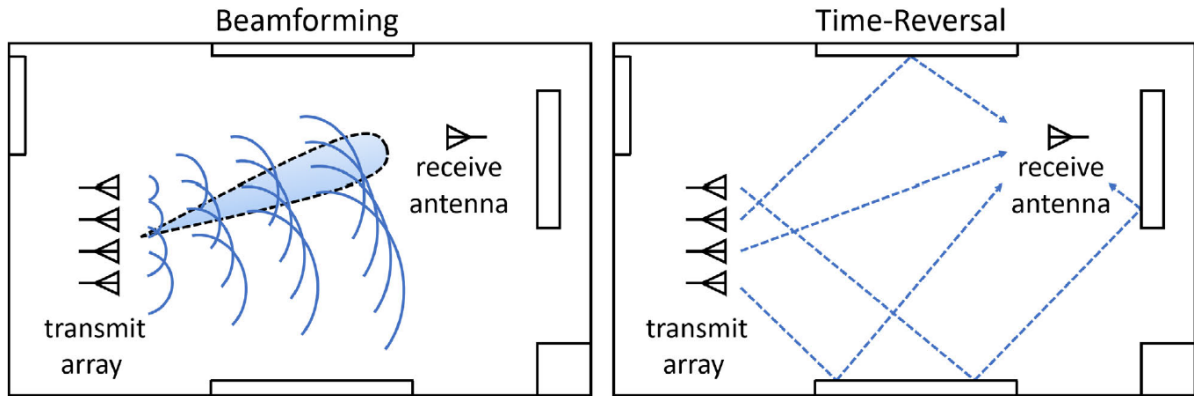 Beamforming
receive
antenna
transmit
array
Time-Reversal
receive
antenna
transmit
array